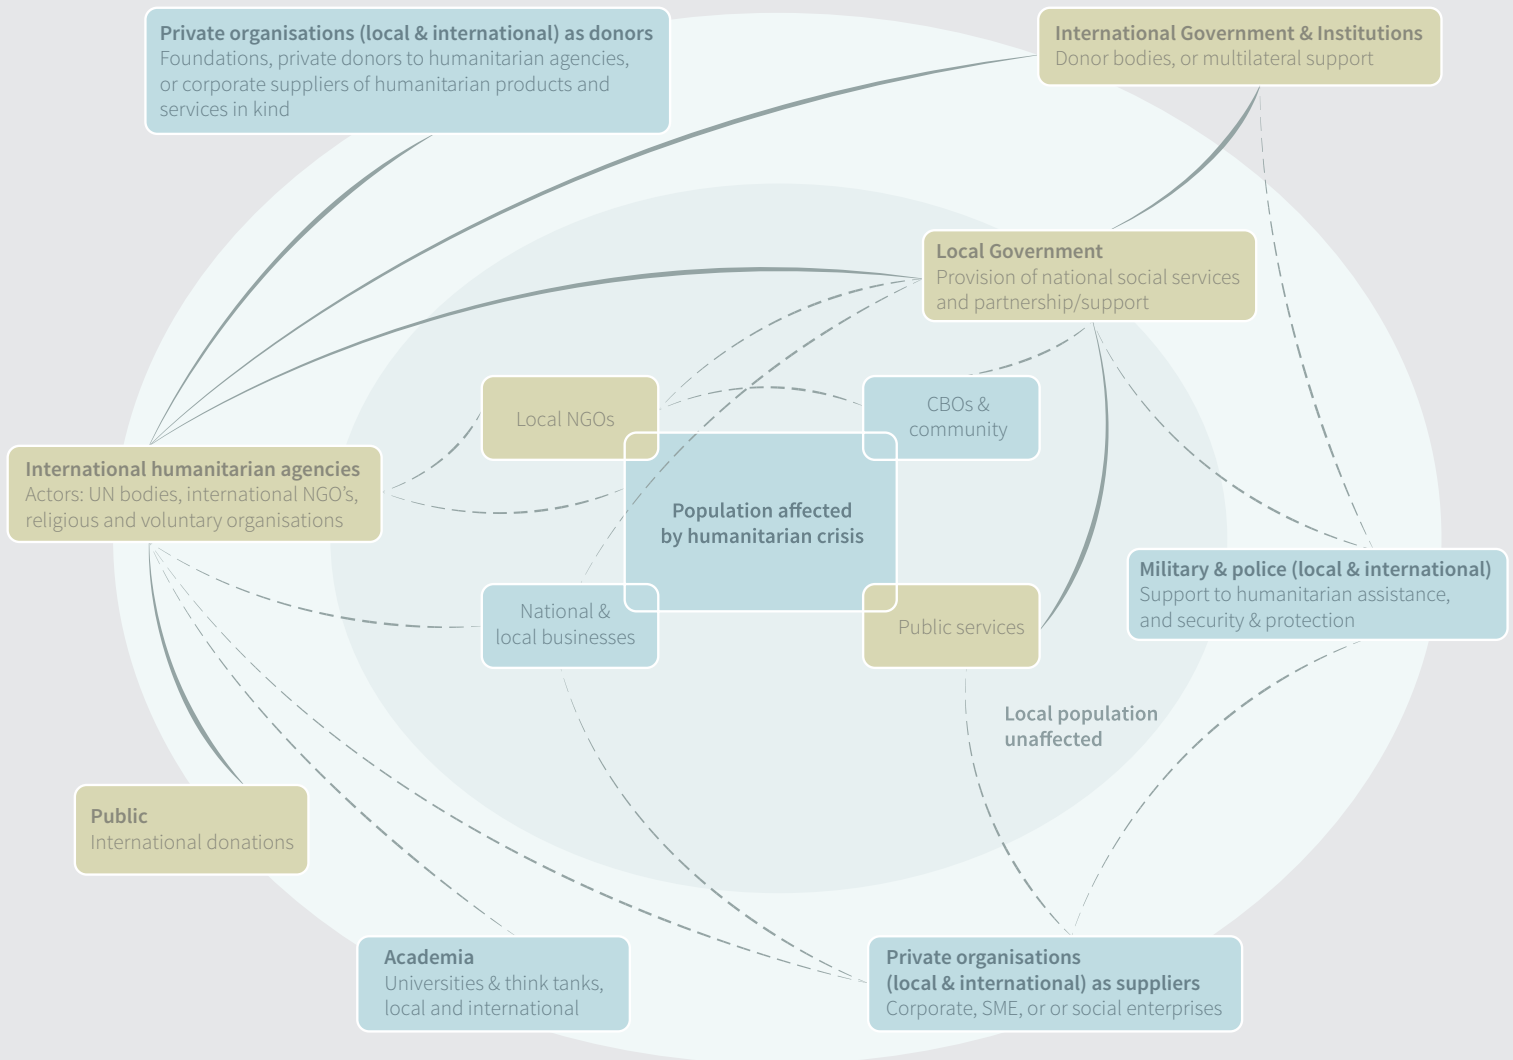 Private organisations (local & international) as donors
Foundations, private donors to humanitarian agencies,
or corporate suppliers of humanitarian products and
services in kind
International Government & Institutions
Donor bodies, or multilateral support
Local Government
Provision of national social services
and partnership/support
Local NGOs
CBOs &
community
International humanitarian agencies
Actors: UN bodies, international NGO’s,
religious and voluntary organisations
Population affected
by humanitarian crisis
Military & police (local & international)
Support to humanitarian assistance,
and security & protection
National &
local businesses
Public services
Local population
unaffected
Public
International donations
Academia
Universities & think tanks,
local and international
Private organisations
(local & international) as suppliers
Corporate, SME, or or social enterprises